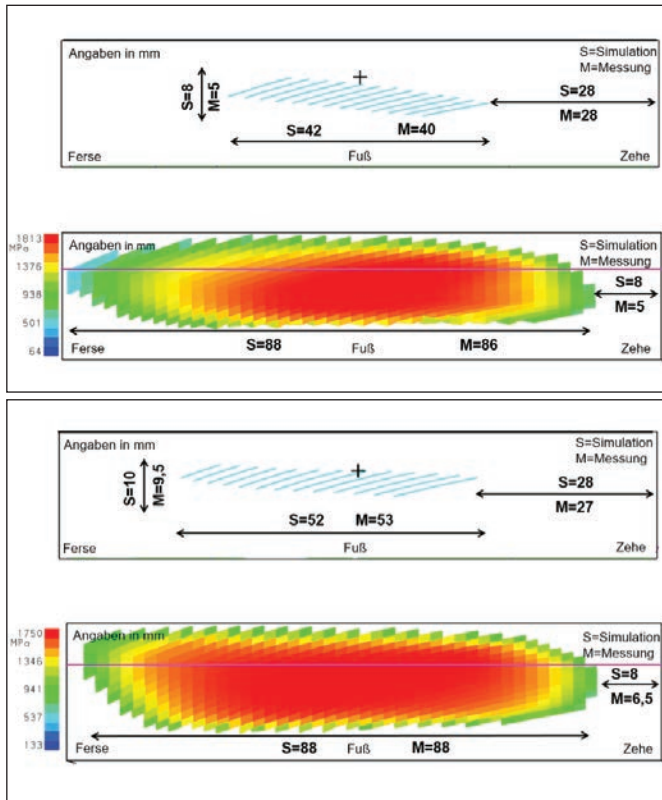 Angaben in mm
S=Simulation
M=Messung
S=8
M=5
S=28
M=28
S=42 M=40
Ferse Fuß Zehe
1813
MPa
1376
938
501
64
Angaben in mm
S=Simulation
M=Messung
S=8
M=5
S=88 Fuß M=86
Ferse Zehe
Angaben in mm
S=Simulation
M=Messung
S=10
M=9,5
S=28
M=27
S=52 M=53
Ferse Fuß Zehe
1750
MPa
1346
941
537
133
Angaben in mm
S=Simulation
M=Messung
S=8
M=6,5
S=88 Fuß M=88
Ferse Zehe